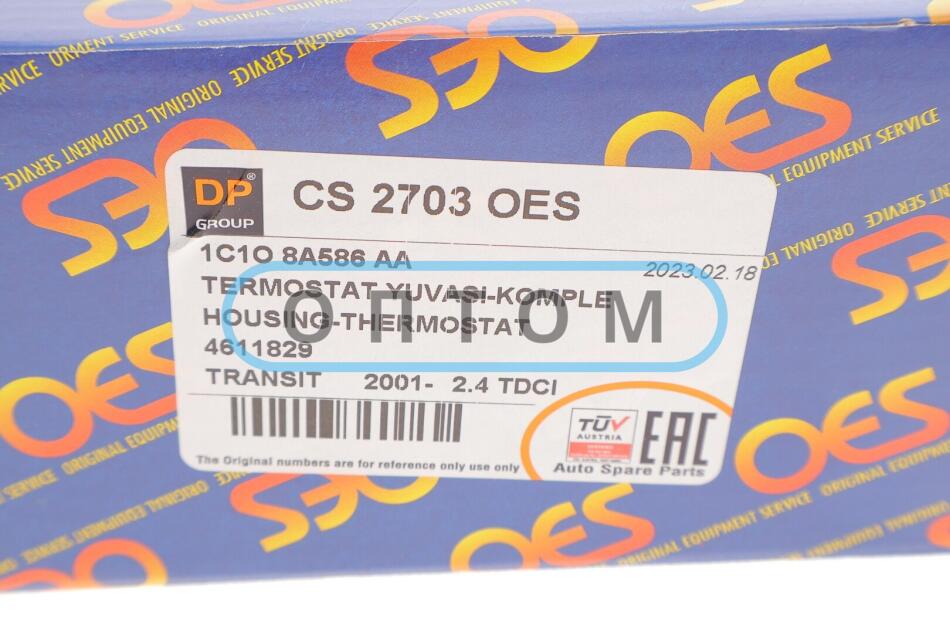 OES
ORIGINAL EQUIPMENT SERVICE
DP®
GROUP
CS 2703 OES
1C1O 8A586 AA
2023.02.18
TERMOSTAT YUVASi-KOMPLE
HOUSING-THERMOSTAT
ОПТОМ
4611829
TRANSIT 2001- 2.4 TDCI
TÜV
AUSTRIA
EAC
The Original numbers are for reference only use only
Auto Spare Parts